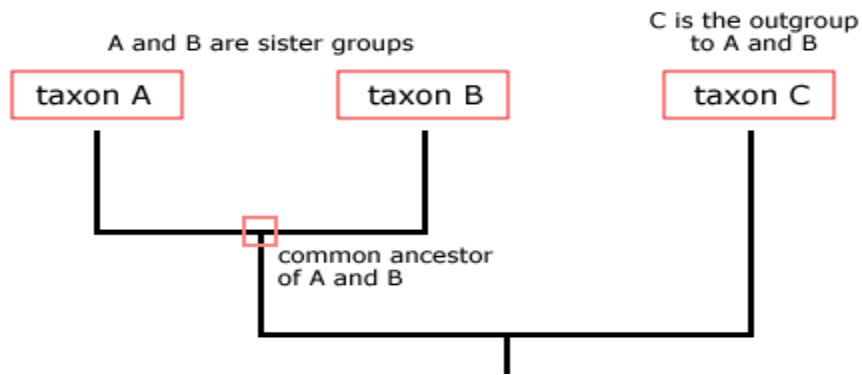 A and B are sister groups
C is the outgroup
to A and B
taxon A
taxon B
taxon C
common ancestor
of A and B